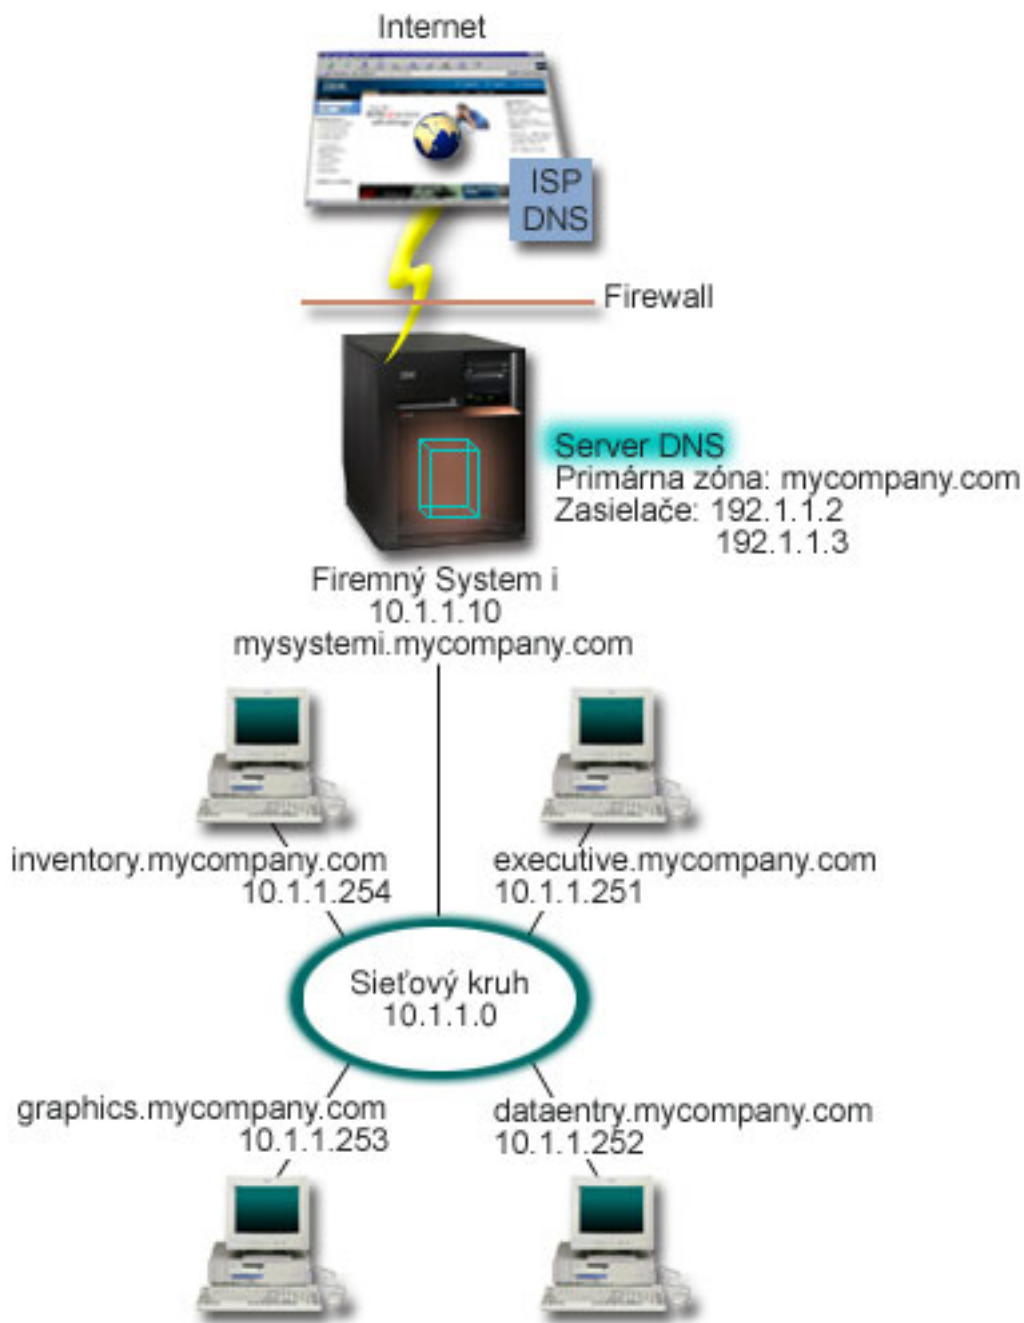 Internet
ISP
DNS
Firewall
Server DNS
Primárna zóna: mycompany.com
Zasielače: 192.1.1.2
192.1.1.3
Firemný System i
10.1.1.10
mysystemi.mycompany.com
inventory.mycompany.com
10.1.1.254
executive.mycompany.com
10.1.1.251
Sieťový kruh
10.1.1.0
graphics.mycompany.com
10.1.1.253
dataentry.mycompany.com
10.1.1.252